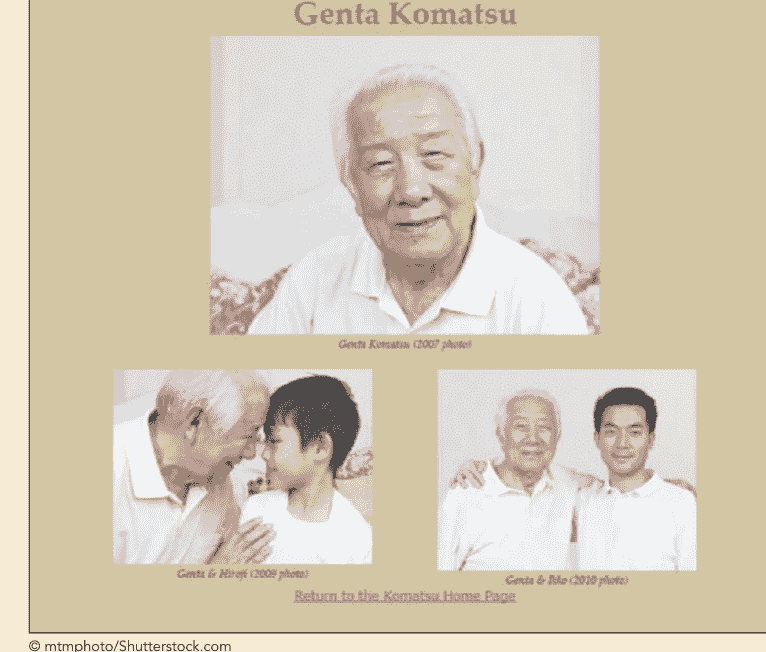 Genta Komatsu
Genta Komatsu (2007 photo)
Genta & Hiroji (2009 photo)
Genta & Ikko (2010 photo)
Return to the Komatsu Home Page
© mtmphoto/Shutterstock.com